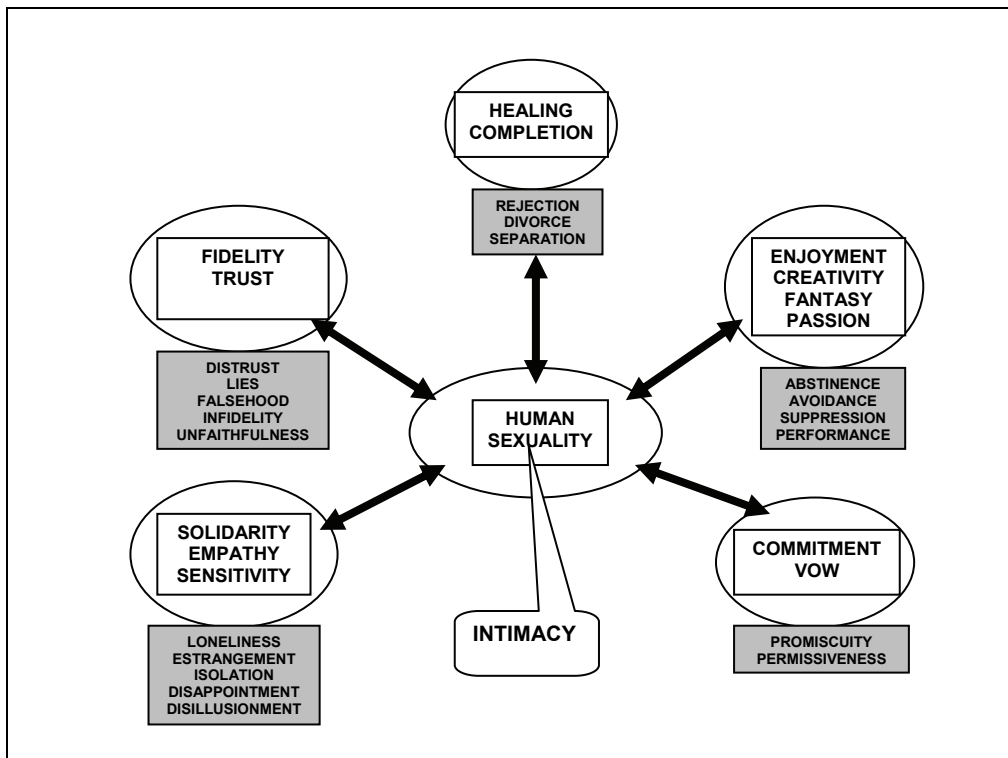 HEALING
COMPLETION
REJECTION
DIVORCE
SEPARATION
FIDELITY
TRUST
DISTRUST
LIES
FALSEHOOD
INFIDELITY
UNFAITHFULNESS
ENJOYMENT
CREATIVITY
FANTASY
PASSION
ABSTINENCE
AVOIDANCE
SUPPRESSION
PERFORMANCE
HUMAN
SEXUALITY
SOLIDARITY
EMPATHY
SENSITIVITY
LONELINESS
ESTRANGEMENT
ISOLATION
DISAPPOINTMENT
DISILLUSIONMENT
INTIMACY
COMMITMENT
VOW
PROMISCUITY
PERMISSIVENESS